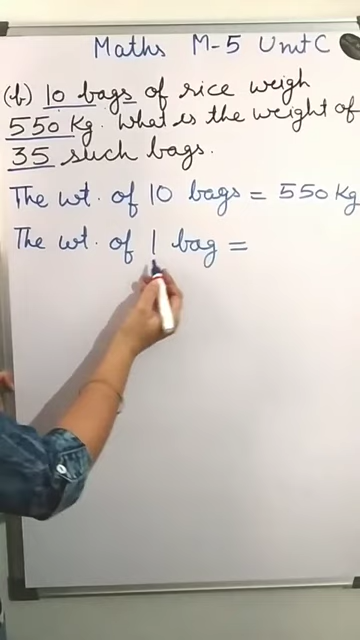 Maths M-5 Unit C
(b) 10 bags of rice weigh
550 Kg. What is the weight of
35 such bags.
The wt. of 10 bags = 550 Kg
The wt. of 1 bag =